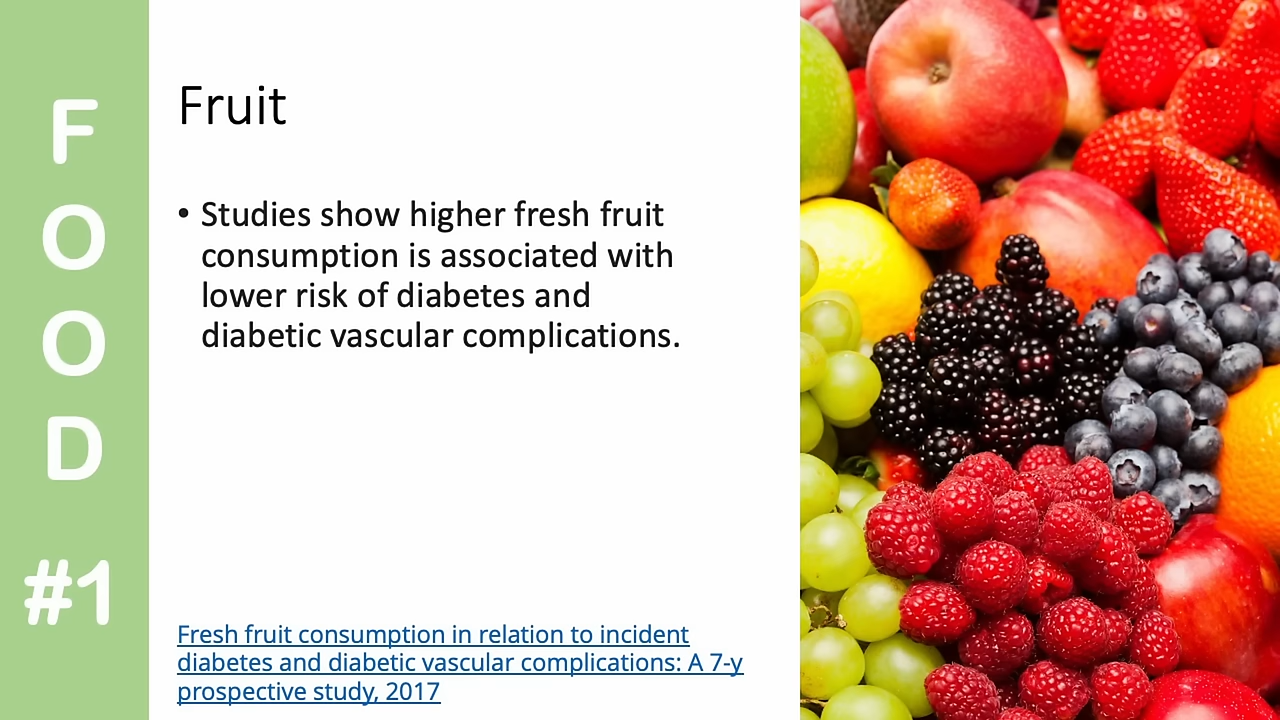 FOOD
#1
Fruit
• Studies show higher fresh fruit
consumption is associated with
lower risk of diabetes and
diabetic vascular complications.
Fresh fruit consumption in relation to incident
diabetes and diabetic vascular complications: A 7-y
prospective study, 2017